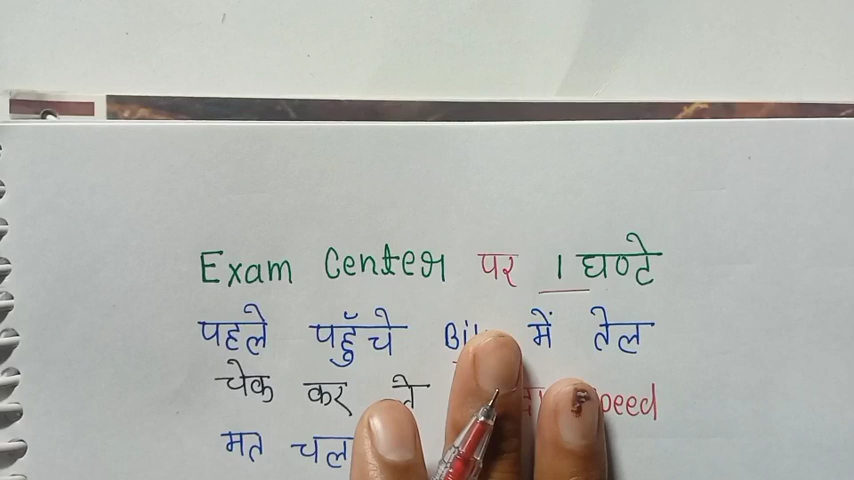 Exam Center पर 1 घण्टे
पहले पहुँचे में तेल
चेक कर
मत